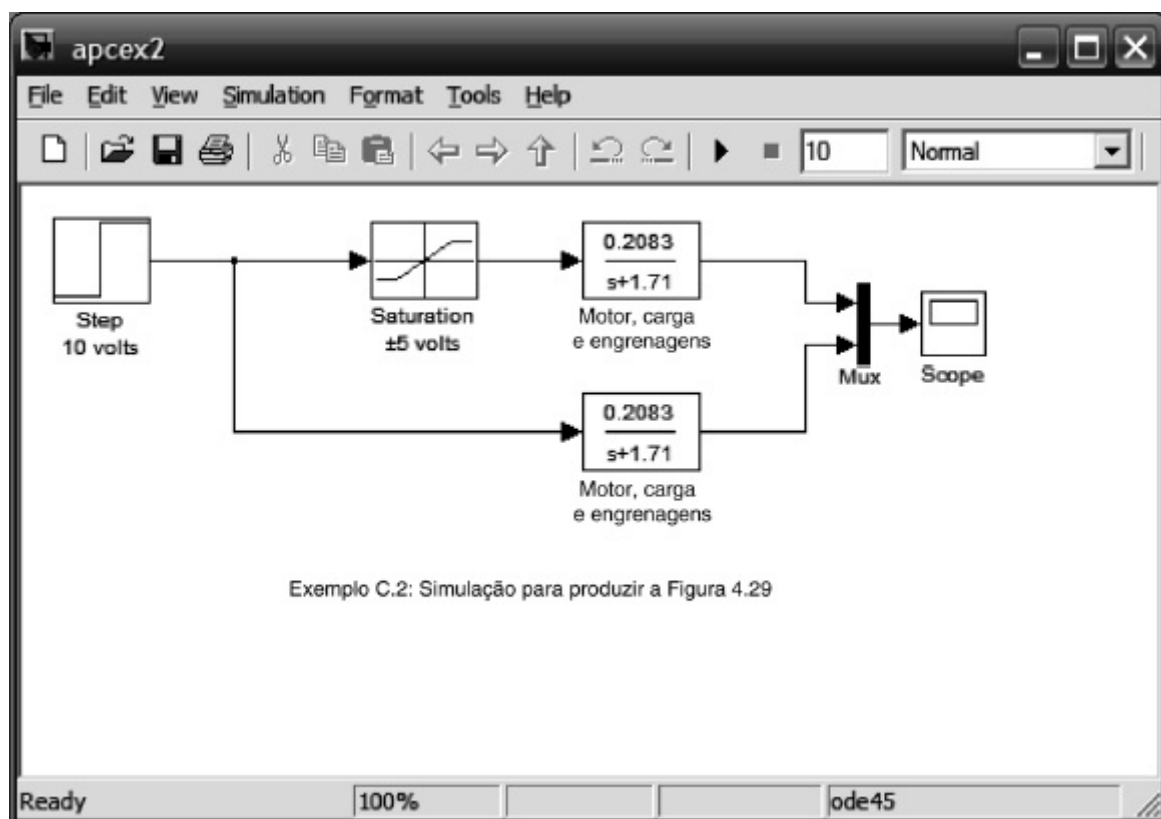 apcex2
File Edit View Simulation Format Tools Help
10 Normal
Step
10 volts
Saturation
±5 volts
0.2083
s+1.71
Motor, carga
e engrenagens
Mux
Scope
0.2083
s+1.71
Motor, carga
e engrenagens
Exemplo C.2: Simulação para produzir a Figura 4.29
Ready 100% ode45